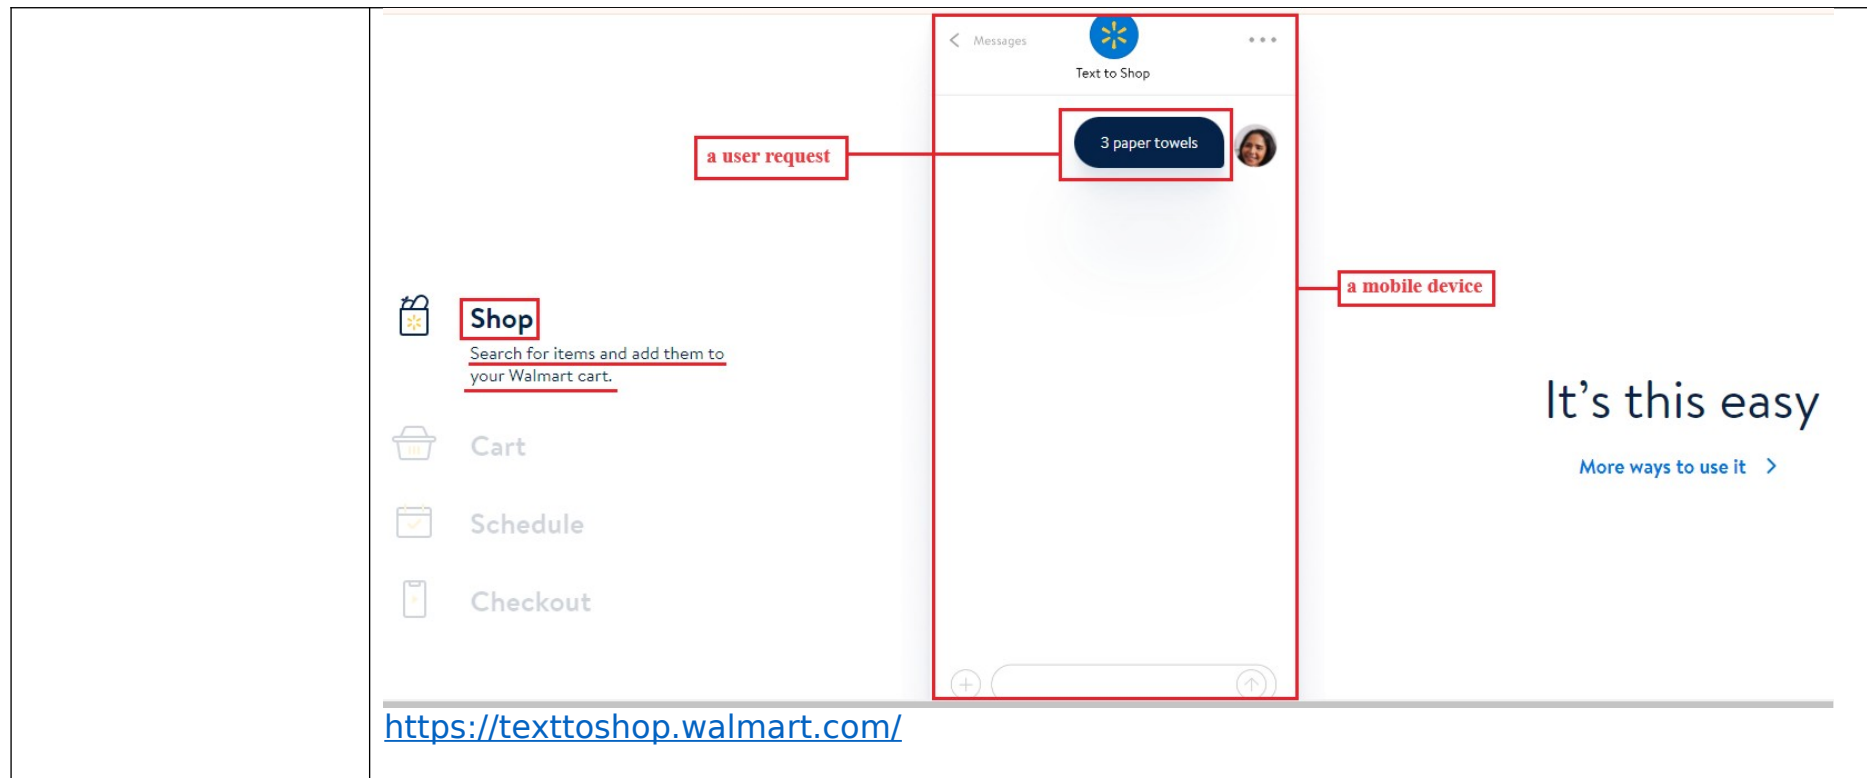 Messages
Text to Shop
3 paper towels
a user request
a mobile device
Shop
Search for items and add them to
your Walmart cart.
Cart
Schedule
Checkout
It's this easy
More ways to use it
https://texttoshop.walmart.com/